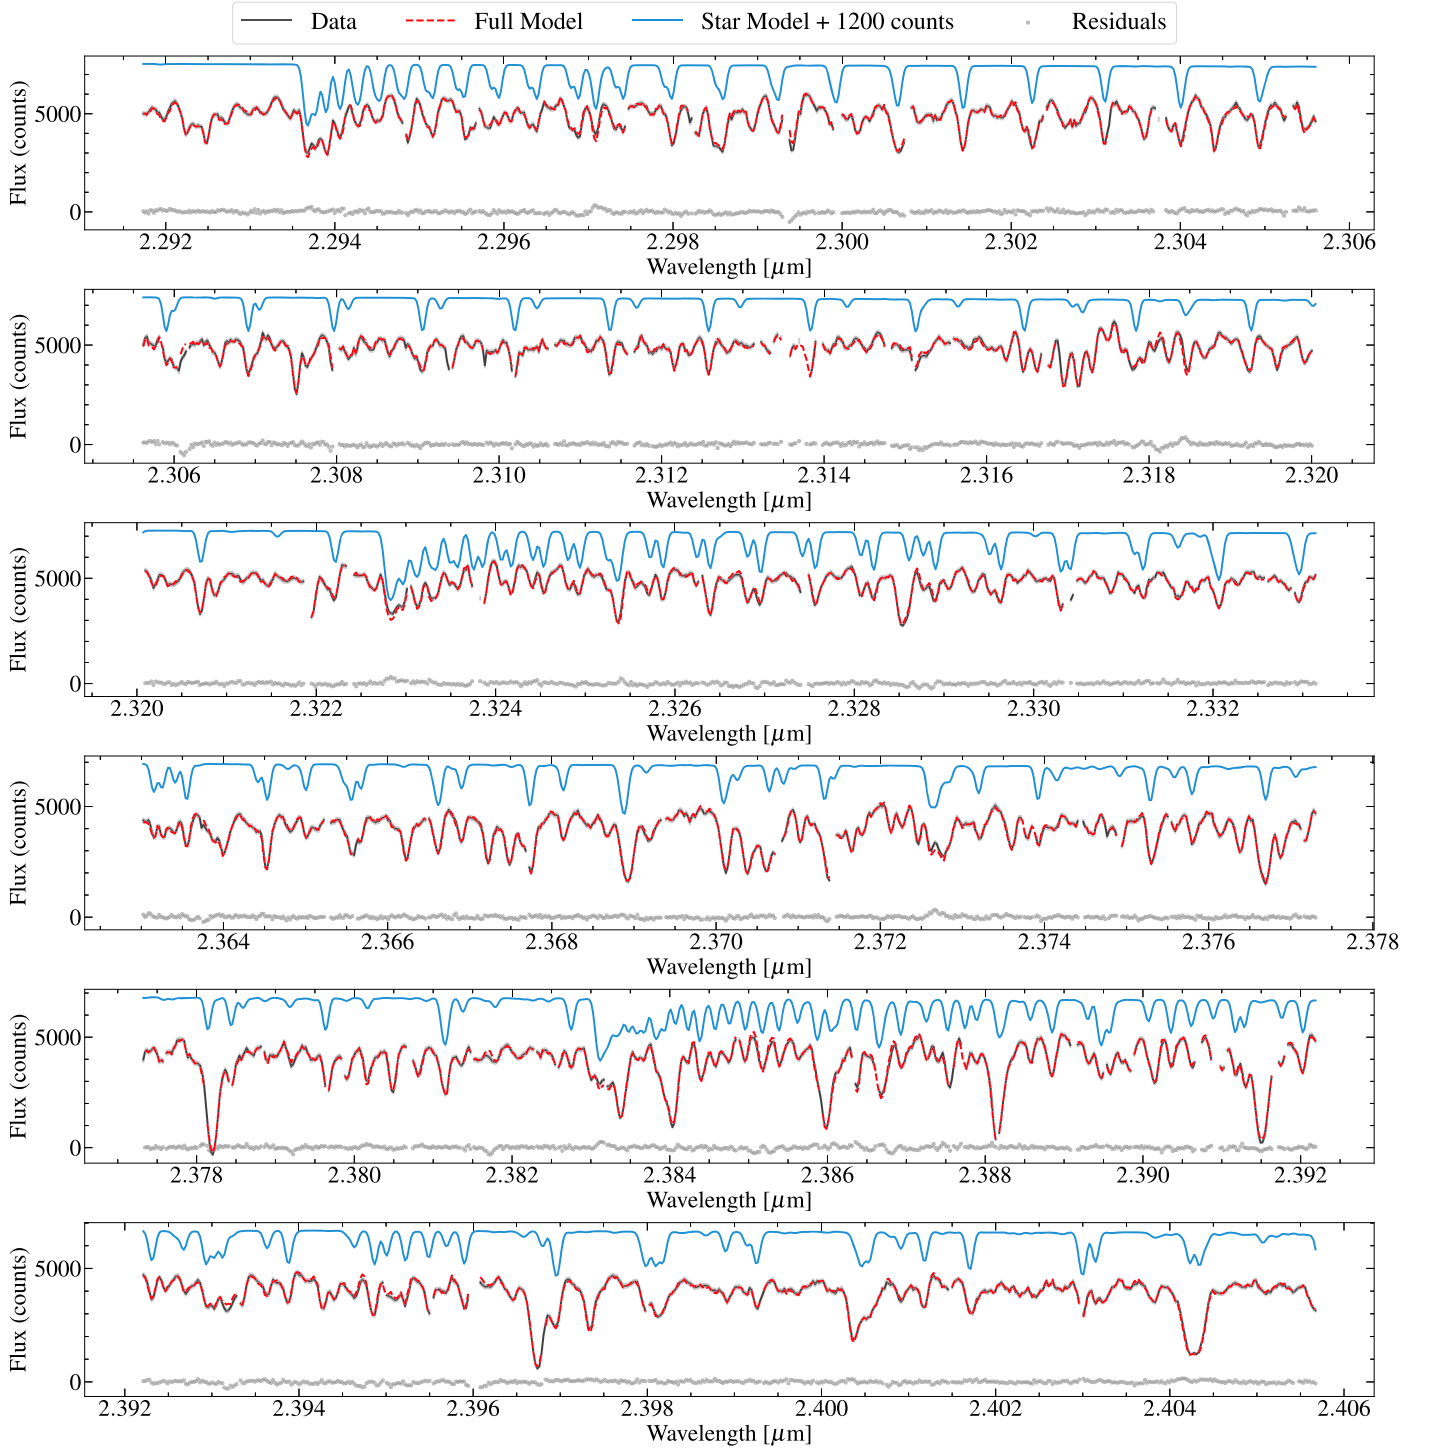 Data Full Model Star Model + 1200 counts Residuals
Flux (counts)
5000
0
2.292 2.294 2.296 2.298 2.300 2.302 2.304 2.306
Wavelength [μm]
Flux (counts)
5000
0
2.306 2.308 2.310 2.312 2.314 2.316 2.318 2.320
Wavelength [μm]
Flux (counts)
5000
0
2.320 2.322 2.324 2.326 2.328 2.330 2.332
Wavelength [μm]
Flux (counts)
5000
0
2.364 2.366 2.368 2.370 2.372 2.374 2.376 2.378
Wavelength [μm]
Flux (counts)
5000
0
2.378 2.380 2.382 2.384 2.386 2.388 2.390 2.392
Wavelength [μm]
Flux (counts)
5000
0
2.392 2.394 2.396 2.398 2.400 2.402 2.404 2.406
Wavelength [μm]